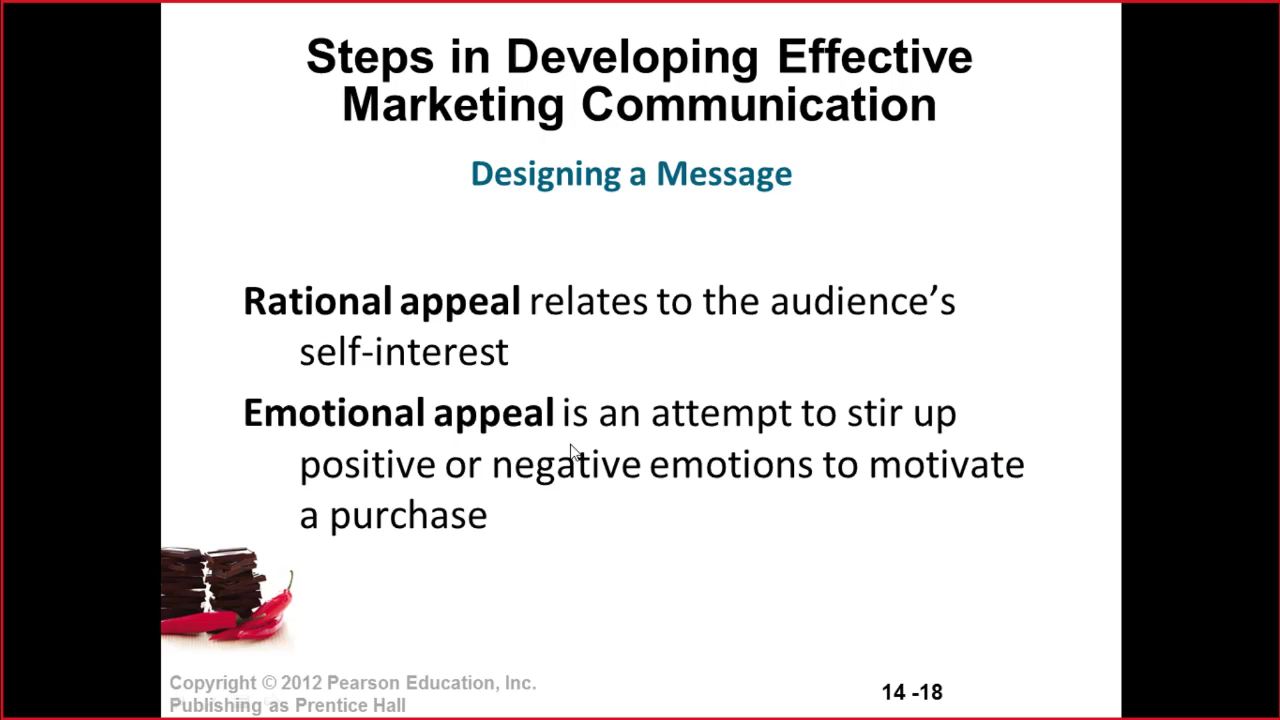 Steps in Developing Effective
Marketing Communication
Designing a Message
Rational appeal relates to the audience’s
self-interest
Emotional appeal is an attempt to stir up
positive or negative emotions to motivate
a purchase
Copyright © 2012 Pearson Education, Inc.
Publishing as Prentice Hall
14 -18